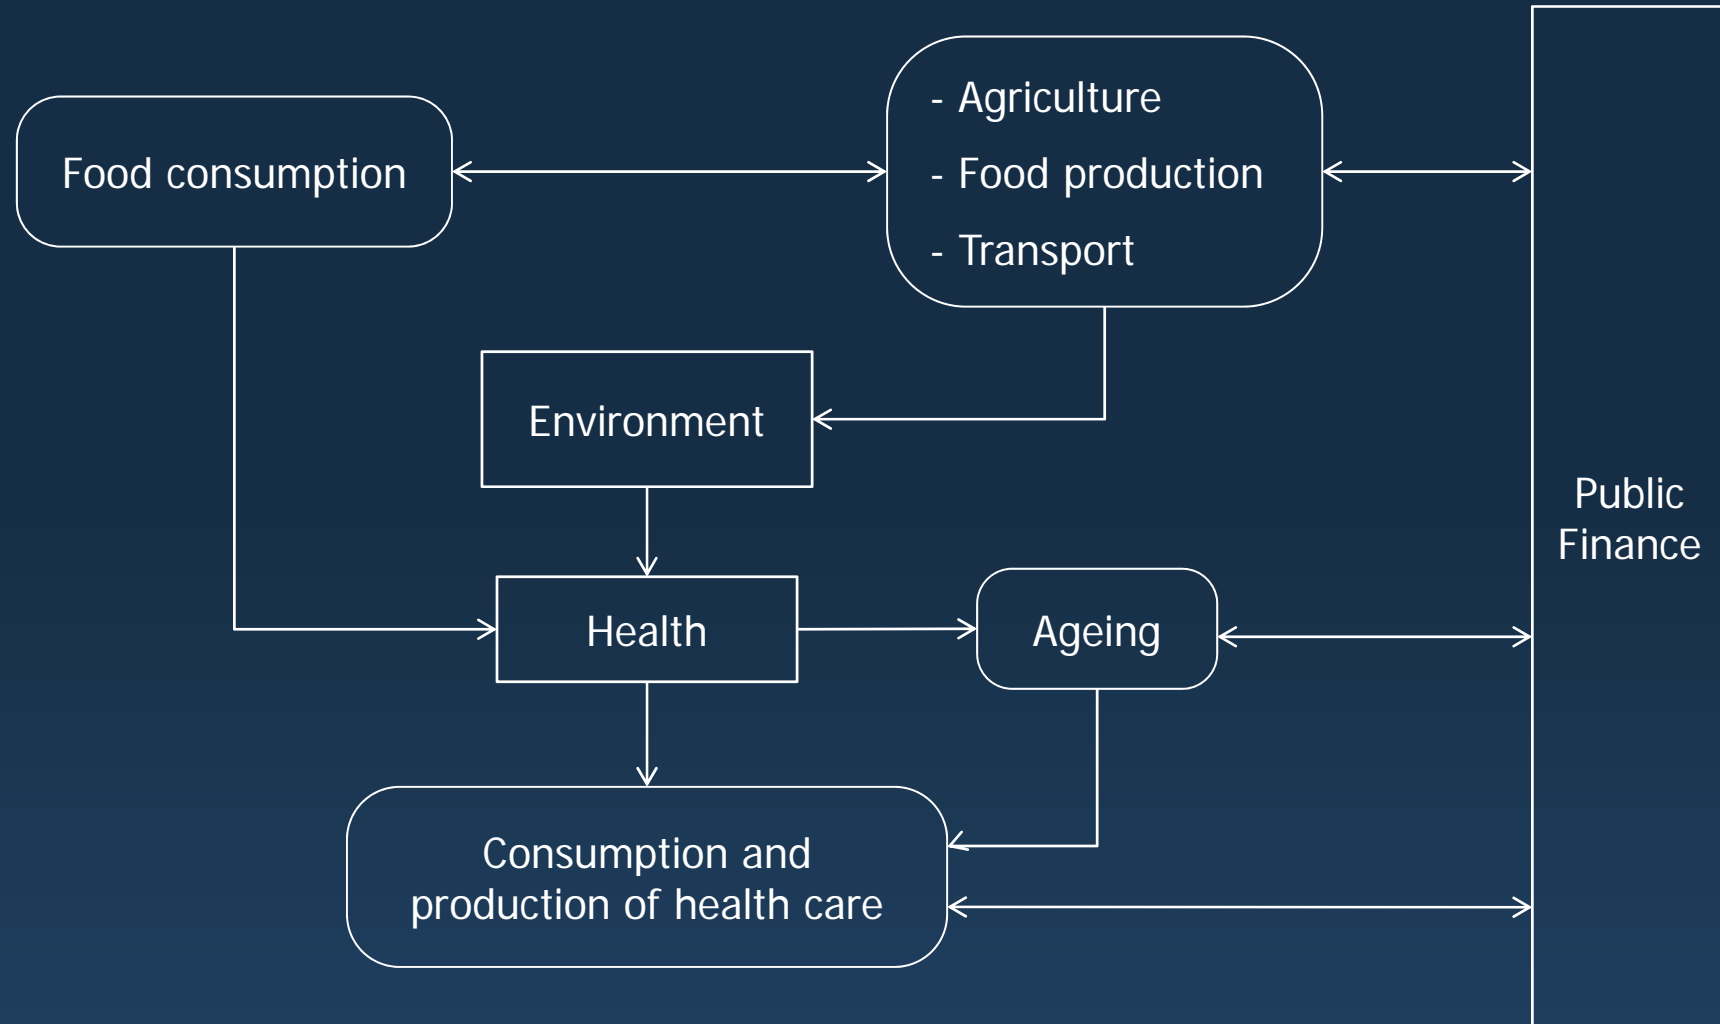 - Agriculture
Food consumption
- Food production
- Transport
Environment
Public
Finance
Health
Ageing
Consumption and
production of health care